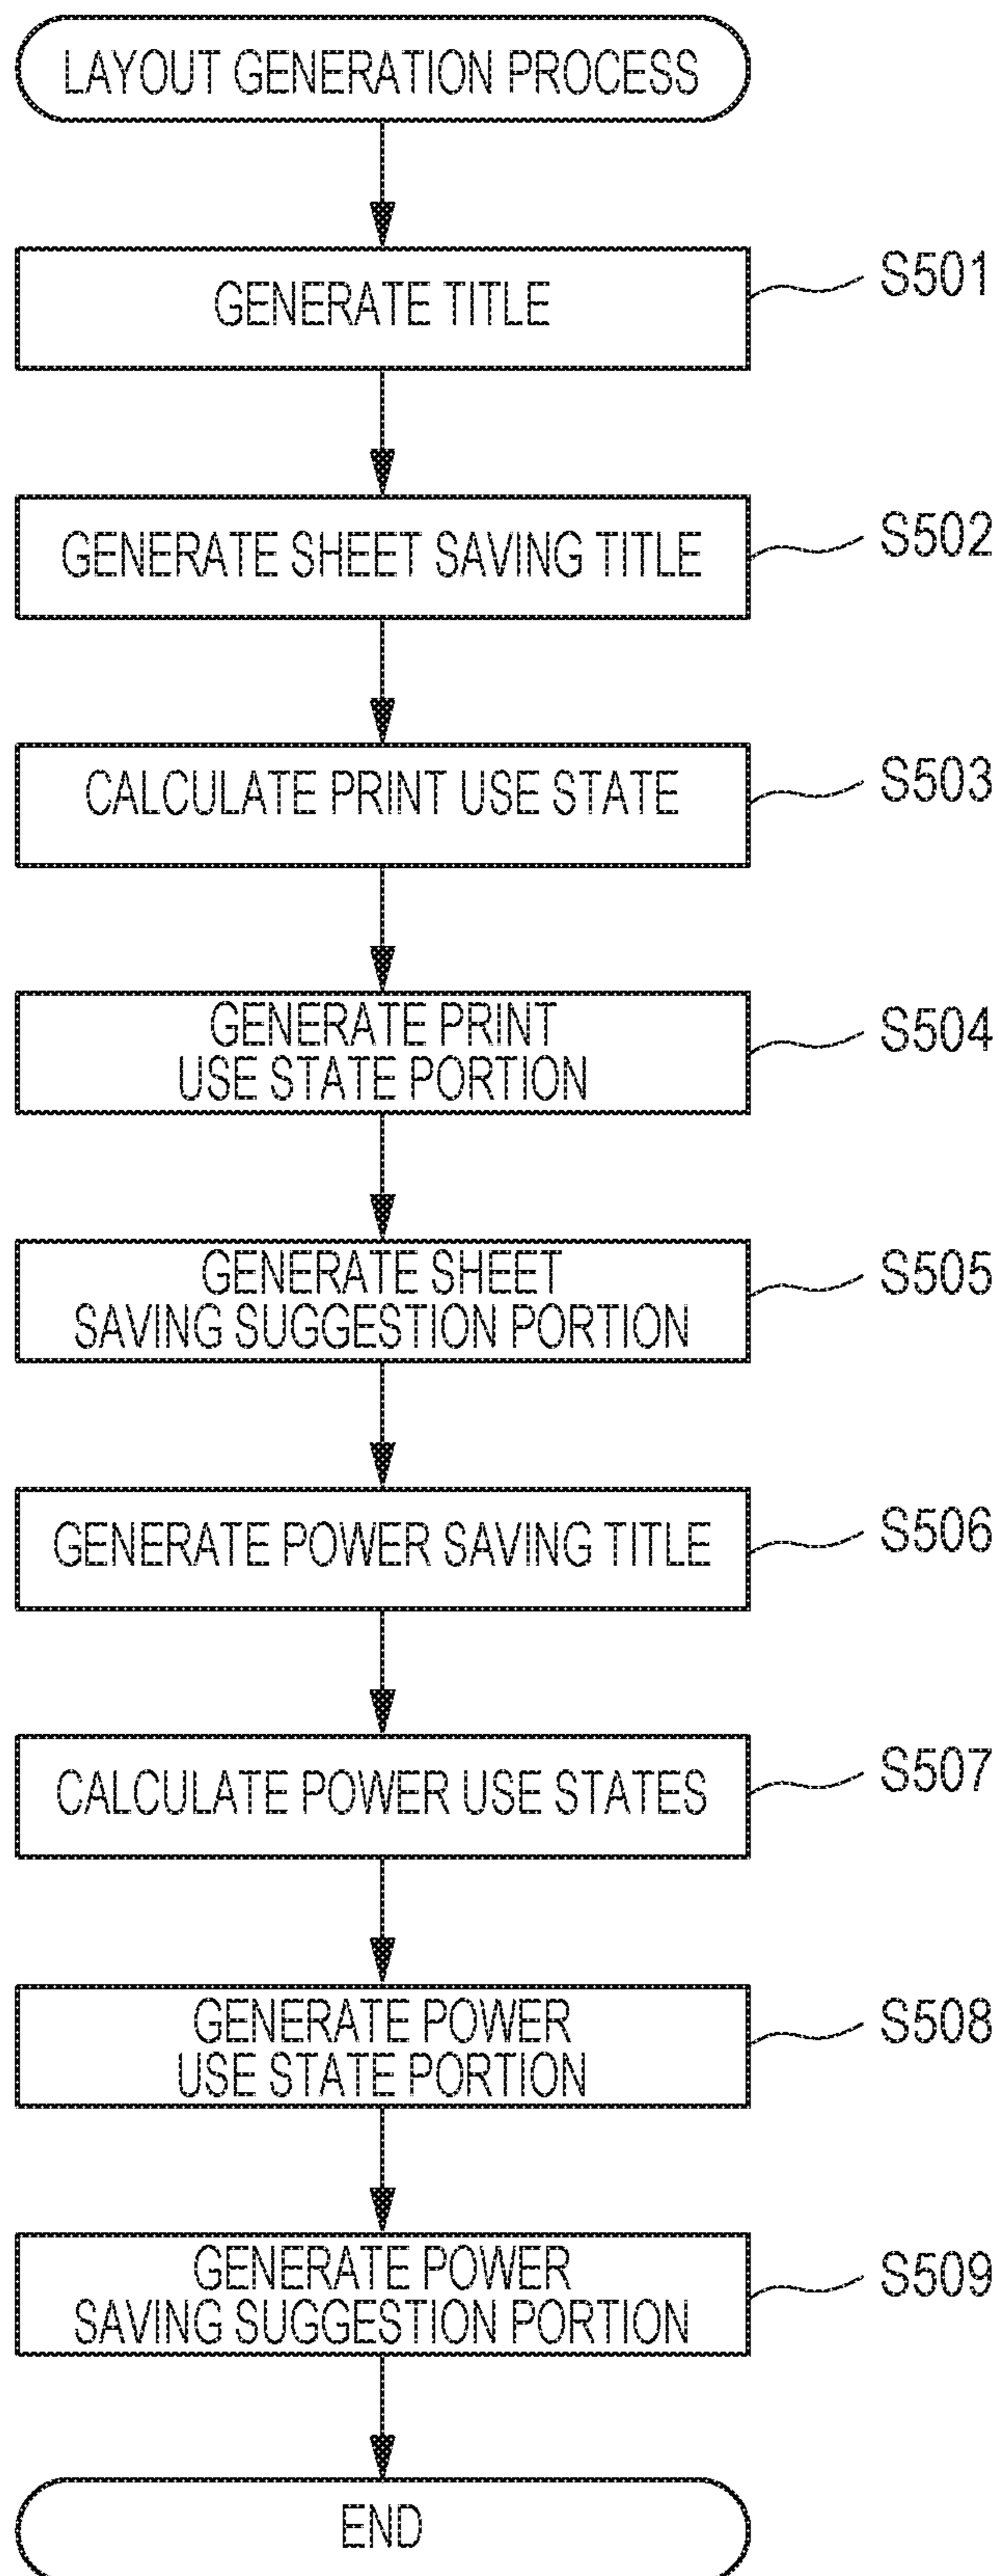 LAYOUT GENERATION PROCESS
GENERATE TITLE
S501
GENERATE SHEET SAVING TITLE
S502
CALCULATE PRINT USE STATE
S503
GENERATE PRINT
USE STATE PORTION
S504
GENERATE SHEET
SAVING SUGGESTION PORTION
S505
GENERATE POWER SAVING TITLE
S506
CALCULATE POWER USE STATES
S507
GENERATE POWER
USE STATE PORTION
S508
GENERATE POWER
SAVING SUGGESTION PORTION
S509
END